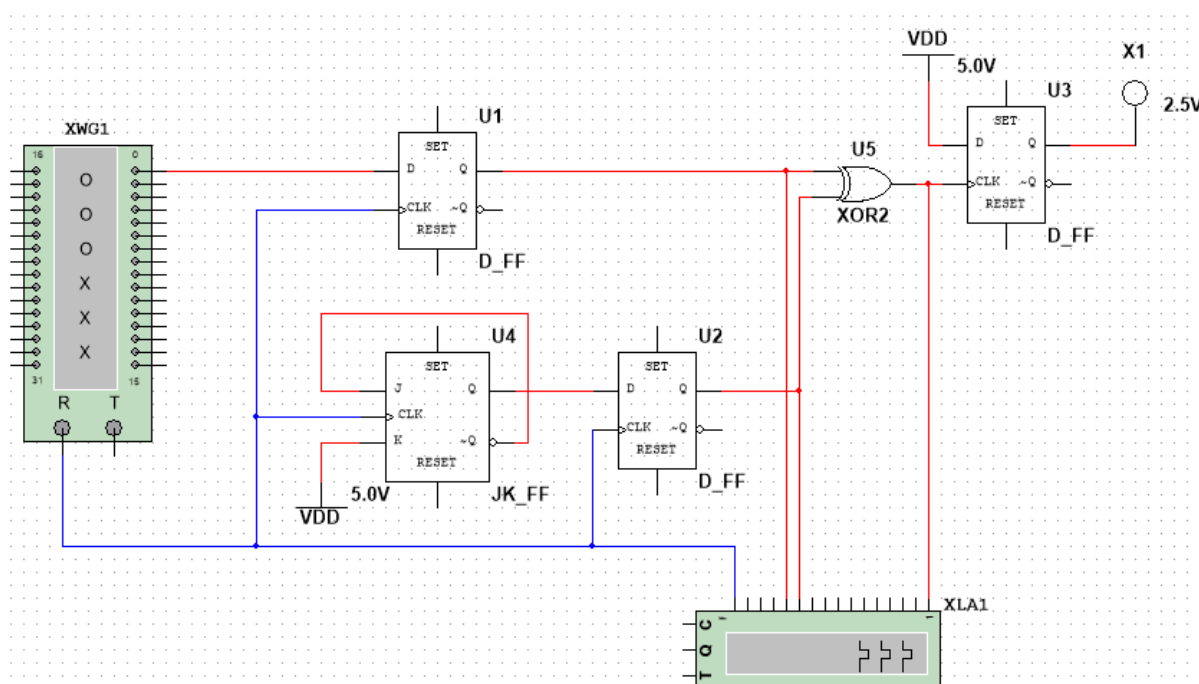 VDD
5.0V
X1
2.5V
U3
SET
D
Q
CLK
~Q
RESET
D_FF
XWG1
16
0
O
O
O
X
X
X
31
15
R
T
U1
SET
D
Q
CLK
~Q
RESET
D_FF
U5
XOR2
U4
SET
J
Q
CLK
K
~Q
RESET
JK_FF
5.0V
VDD
U2
SET
D
Q
CLK
~Q
RESET
D_FF
XLA1
1
C
Q
T